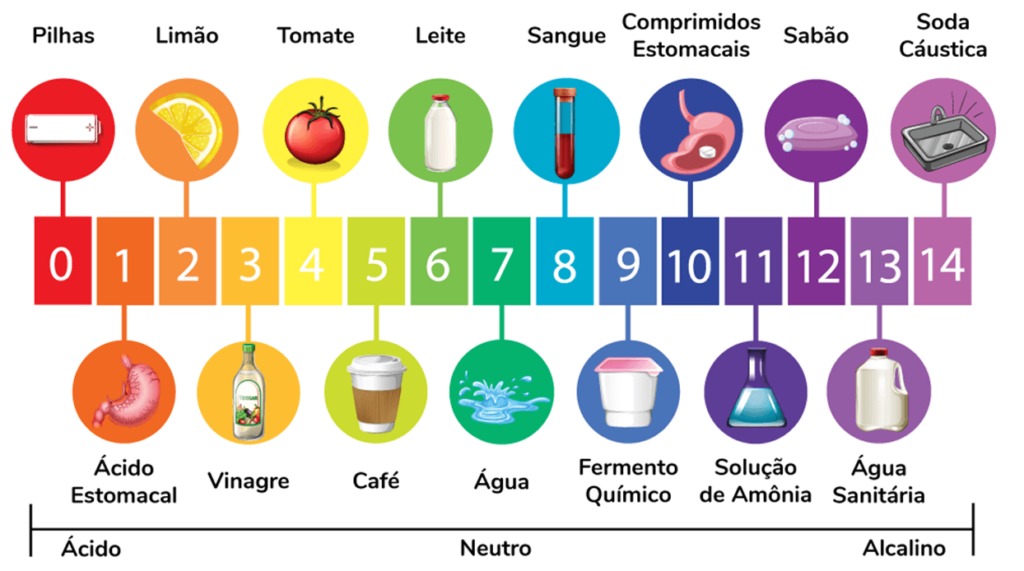 Pilhas
Limão
Tomate
Leite
Sangue
Comprimidos
Estomacais
Sabão
Soda
Cáustica
0 1 2 3 4 5 6 7 8 9 10 11 12 13 14
Ácido
Estomacal
Vinagre
Café
Água
Fermento
Químico
Solução
de Amônia
Água
Sanitária
Ácido
Neutro
Alcalino